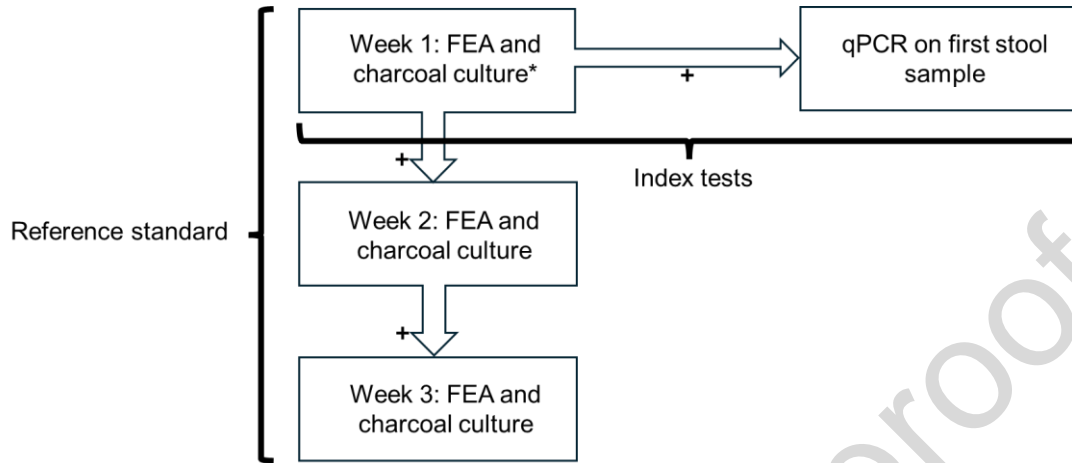 Week 1: FEA and
charcoal culture*
+
qPCR on first stool
sample
+
Index tests
Reference standard
Week 2: FEA and
charcoal culture
+
Week 3: FEA and
charcoal culture
proof